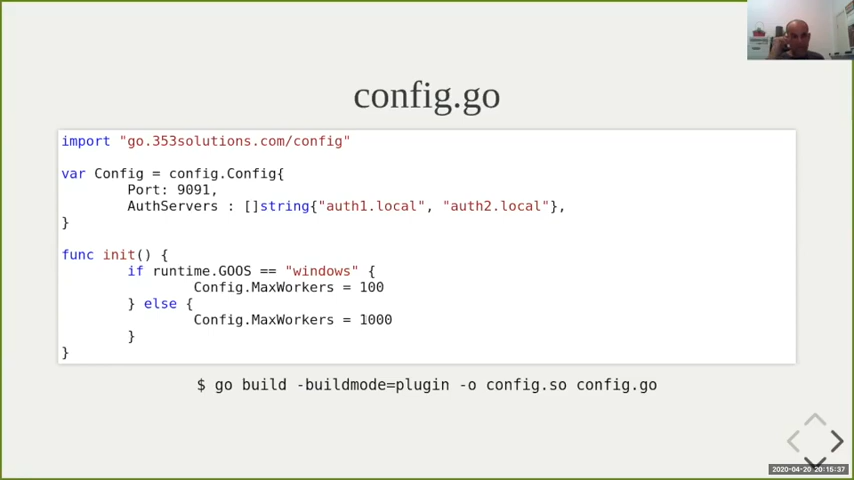 config.go
import "go.353solutions.com/config"
var Config = config.Config{
Port: 9091,
AuthServers : []string{"auth1.local", "auth2.local"},
}
func init() {
if runtime.GOOS == "windows" {
Config.MaxWorkers = 100
} else {
Config.MaxWorkers = 1000
}
}
$ go build -buildmode=plugin -o config.so config.go
2020-04-20 20:15:37